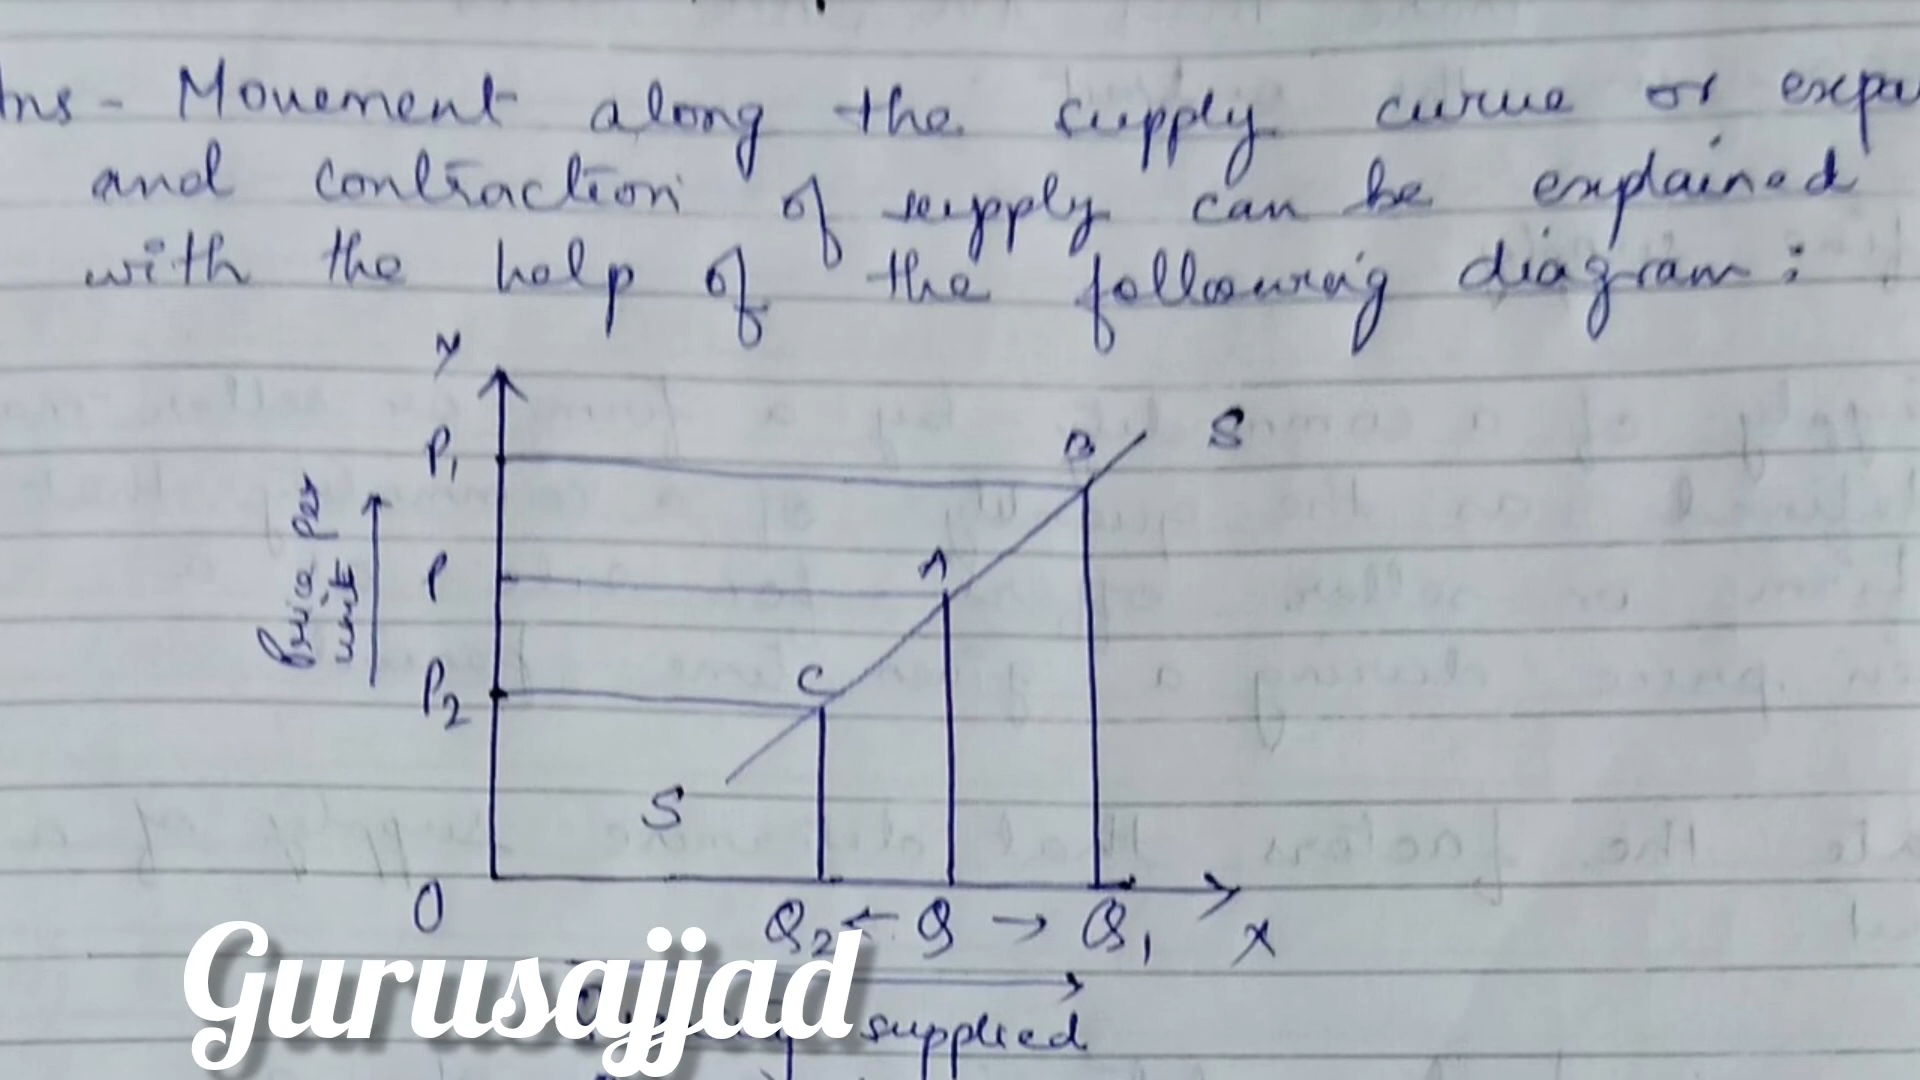 Ans - Movement along the supply curve or expa
and contraction of supply can be explained
with the help of the following diagram :
Y
P1
B
S
Price per
unit
P
A
P2
C
S
O
Q2 ← Q → Q1
X
Gurusajjad
supplied